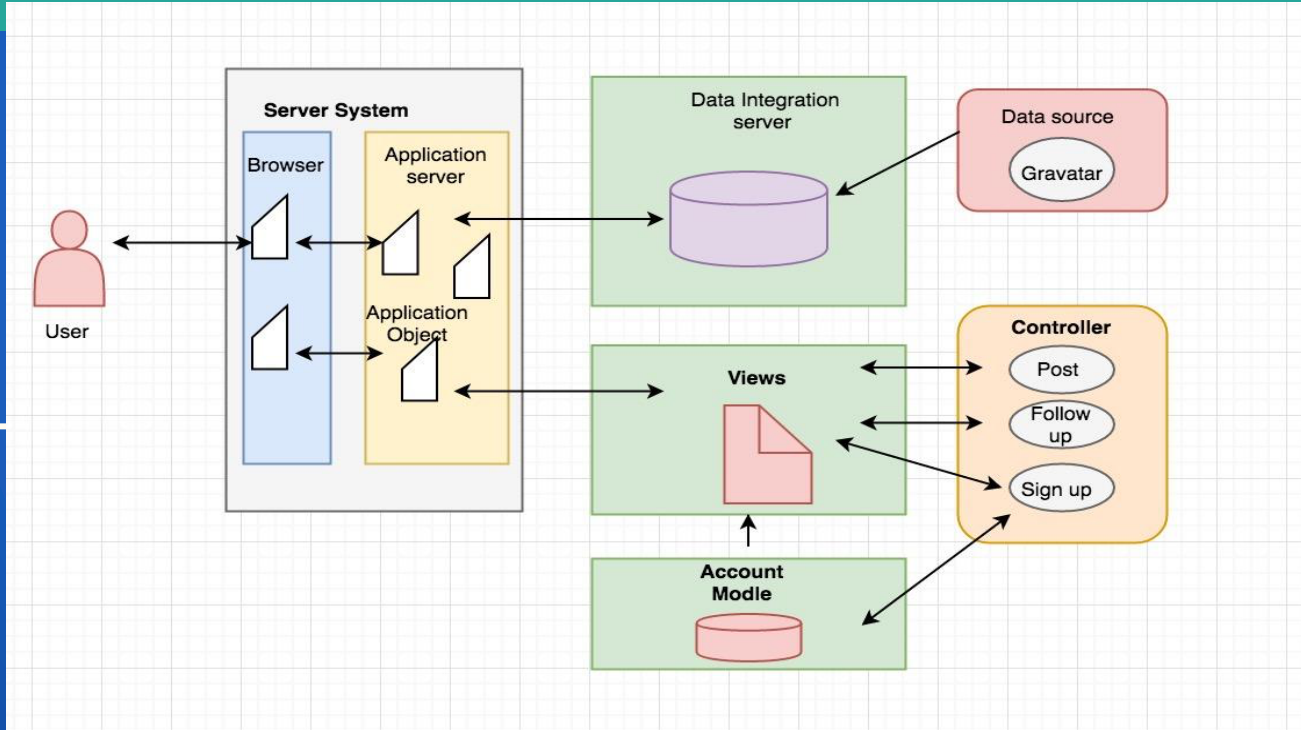 Server System
Browser
Application
server
Application
Object
User
Data Integration
server
Data source
Gravatar
Views
Controller
Post
Follow
up
Sign up
Account
Modle